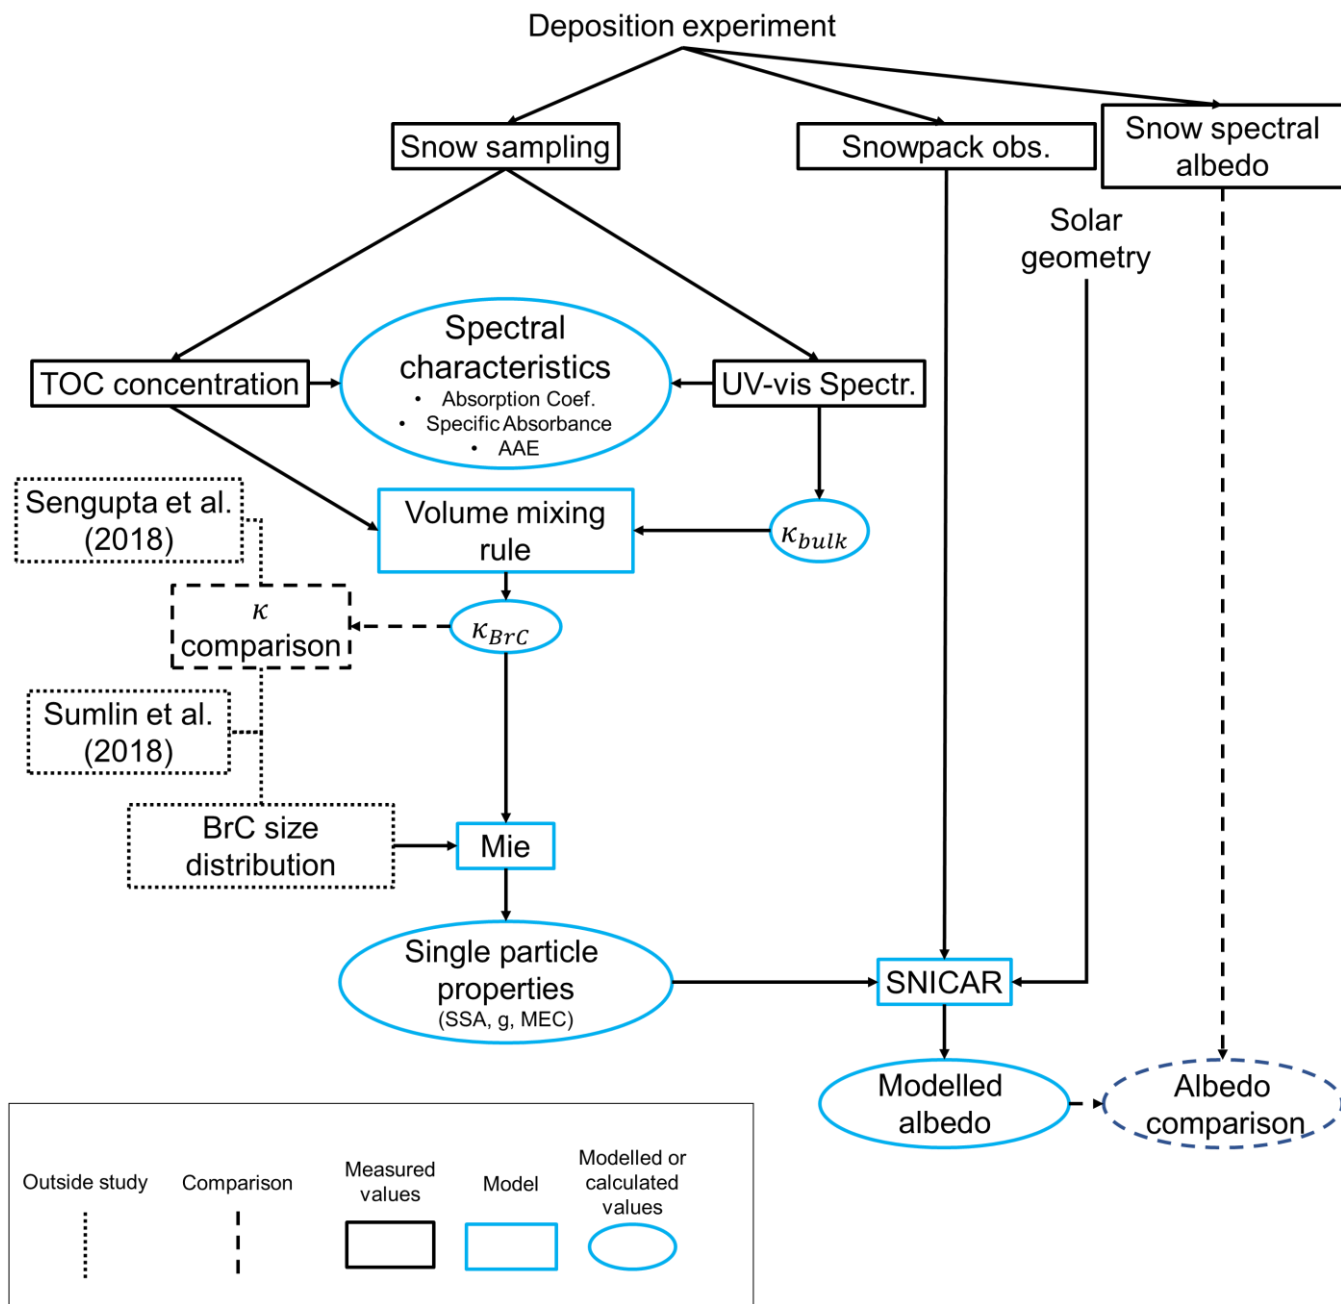 Deposition experiment
Snow sampling
Snowpack obs.
Snow spectral
albedo
Solar
geometry
Spectral
characteristics
• Absorption Coef.
• Specific Absorbance
• AAE
TOC concentration
UV-vis Spectr.
Sengupta et al.
(2018)
Volume mixing
rule
κbulk
κ
comparison
κBrC
Sumlin et al.
(2018)
BrC size
distribution
Mie
Single particle
properties
(SSA, g, MEC)
SNICAR
Modelled
albedo
Albedo
comparison
Outside study
Comparison
Measured
values
Model
Modelled or
calculated
values